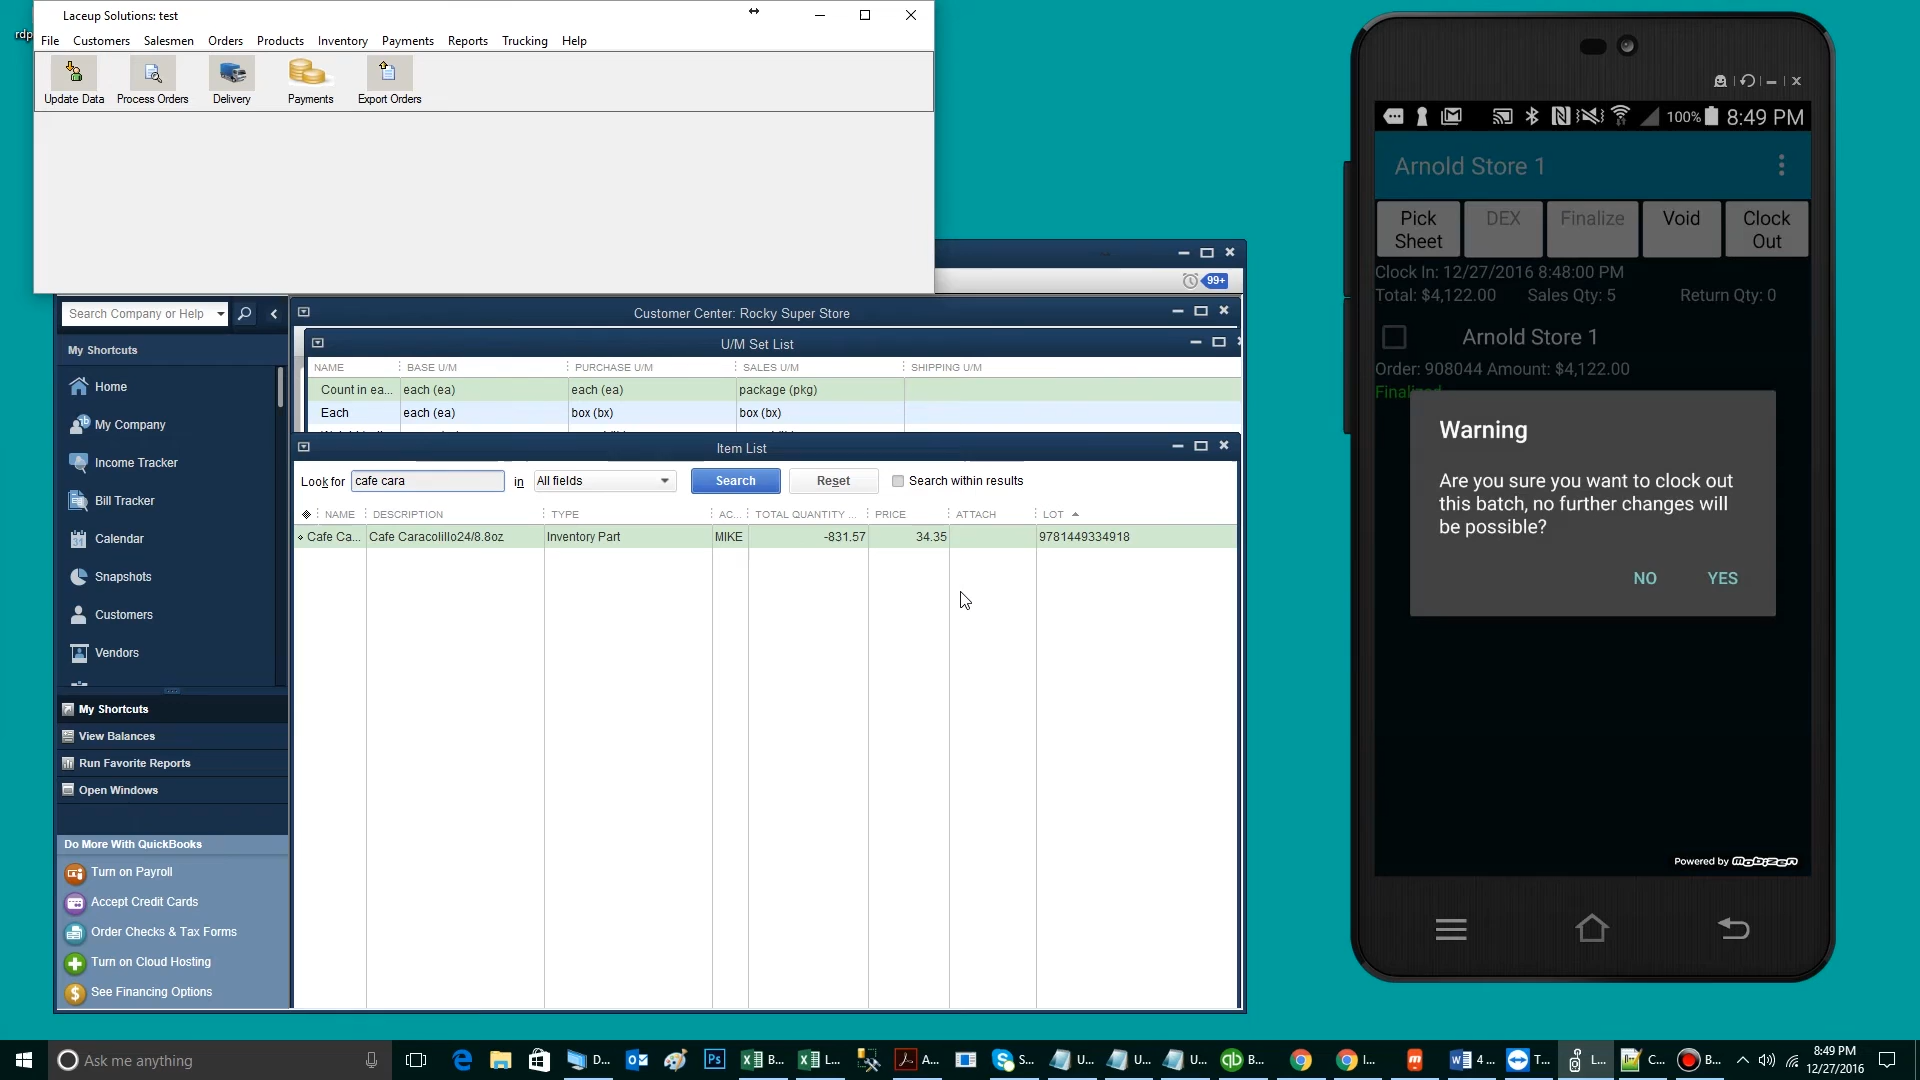 rdp
Laceup Solutions: test
File Customers Salesmen Orders Products Inventory Payments Reports Trucking Help
Update Data Process Orders Delivery Payments Export Orders
99+
Search Company or Help
My Shortcuts
Home
My Company
Income Tracker
Bill Tracker
Calendar
Snapshots
Customers
Vendors
My Shortcuts
View Balances
Run Favorite Reports
Open Windows
Do More With QuickBooks
Turn on Payroll
Accept Credit Cards
Order Checks & Tax Forms
Turn on Cloud Hosting
See Financing Options
Customer Center: Rocky Super Store
U/M Set List
NAME BASE U/M PURCHASE U/M SALES U/M SHIPPING U/M
Count in ea... each (ea) each (ea) package (pkg)
Each each (ea) box (bx) box (bx)
Item List
Look for cafe cara in All fields Search Reset Search within results
NAME DESCRIPTION TYPE AC... TOTAL QUANTITY ... PRICE ATTACH LOT
Cafe Ca... Cafe Caracolillo24/8.8oz Inventory Part MIKE -831.57 34.35 9781449334918
100% 8:49 PM
Arnold Store 1
Pick Sheet DEX Finalize Void Clock Out
Clock In: 12/27/2016 8:48:00 PM
Total: $4,122.00 Sales Qty: 5 Return Qty: 0
Arnold Store 1
Order: 908044 Amount: $4,122.00
Finalized
Warning
Are you sure you want to clock out
this batch, no further changes will
be possible?
NO YES
Powered by Mobizen
Ask me anything
D... B... L... A... S... U... U... U... B... I... 4 ... T... L... C... B...
8:49 PM
12/27/2016